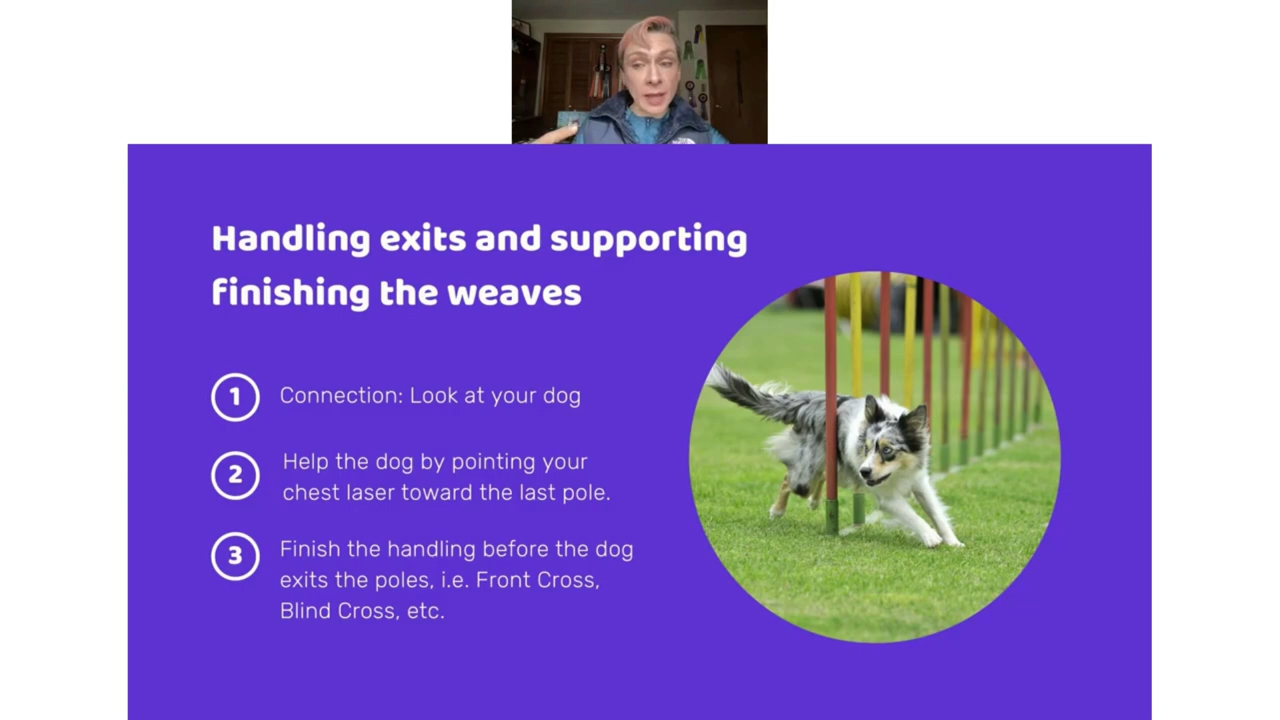 Handling exits and supporting
finishing the weaves
1
Connection: Look at your dog
2
Help the dog by pointing your
chest laser toward the last pole.
3
Finish the handling before the dog
exits the poles, i.e. Front Cross,
Blind Cross, etc.